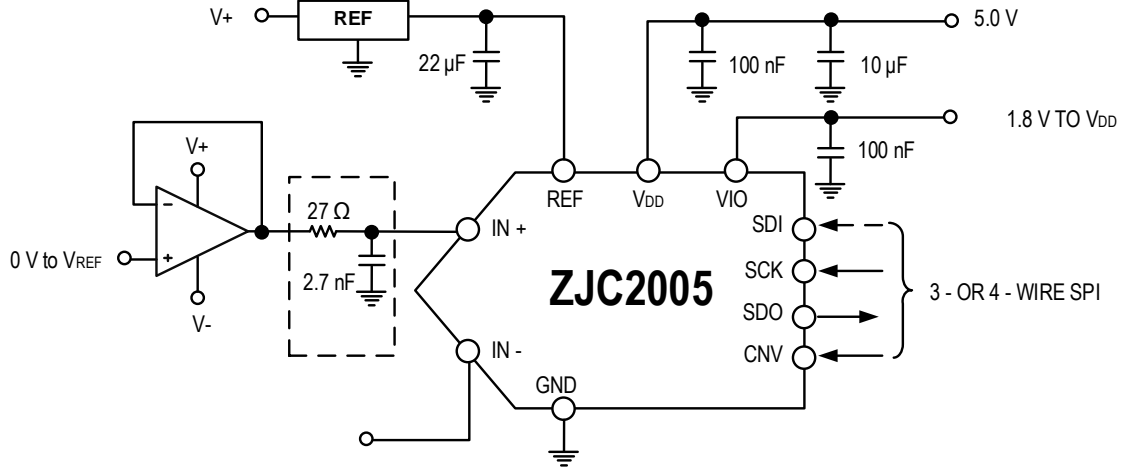 V+
REF
22 µF
100 nF
10 µF
5.0 V
1.8 V TO VDD
100 nF
V+
27 Ω
2.7 nF
0 V to VREF
V-
REF
VDD
VIO
IN +
IN -
GND
ZJC2005
SDI
SCK
SDO
CNV
3 - OR 4 - WIRE SPI